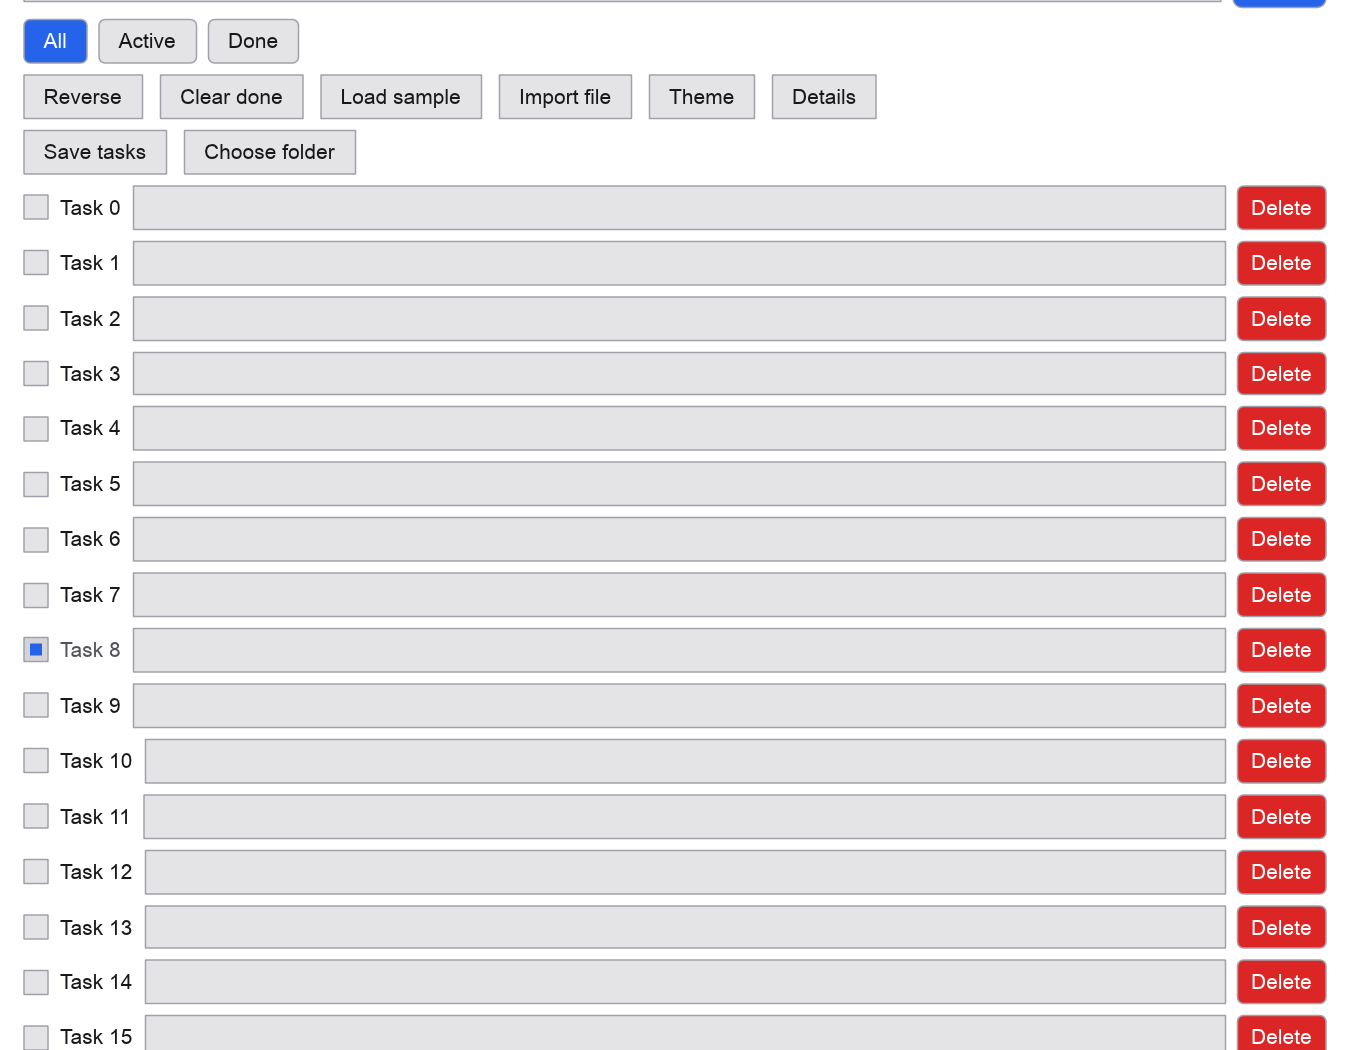 All Active Done
Reverse Clear done Load sample Import file Theme Details
Save tasks Choose folder
Task 0 Delete
Task 1 Delete
Task 2 Delete
Task 3 Delete
Task 4 Delete
Task 5 Delete
Task 6 Delete
Task 7 Delete
Task 8 Delete
Task 9 Delete
Task 10 Delete
Task 11 Delete
Task 12 Delete
Task 13 Delete
Task 14 Delete
Task 15 Delete